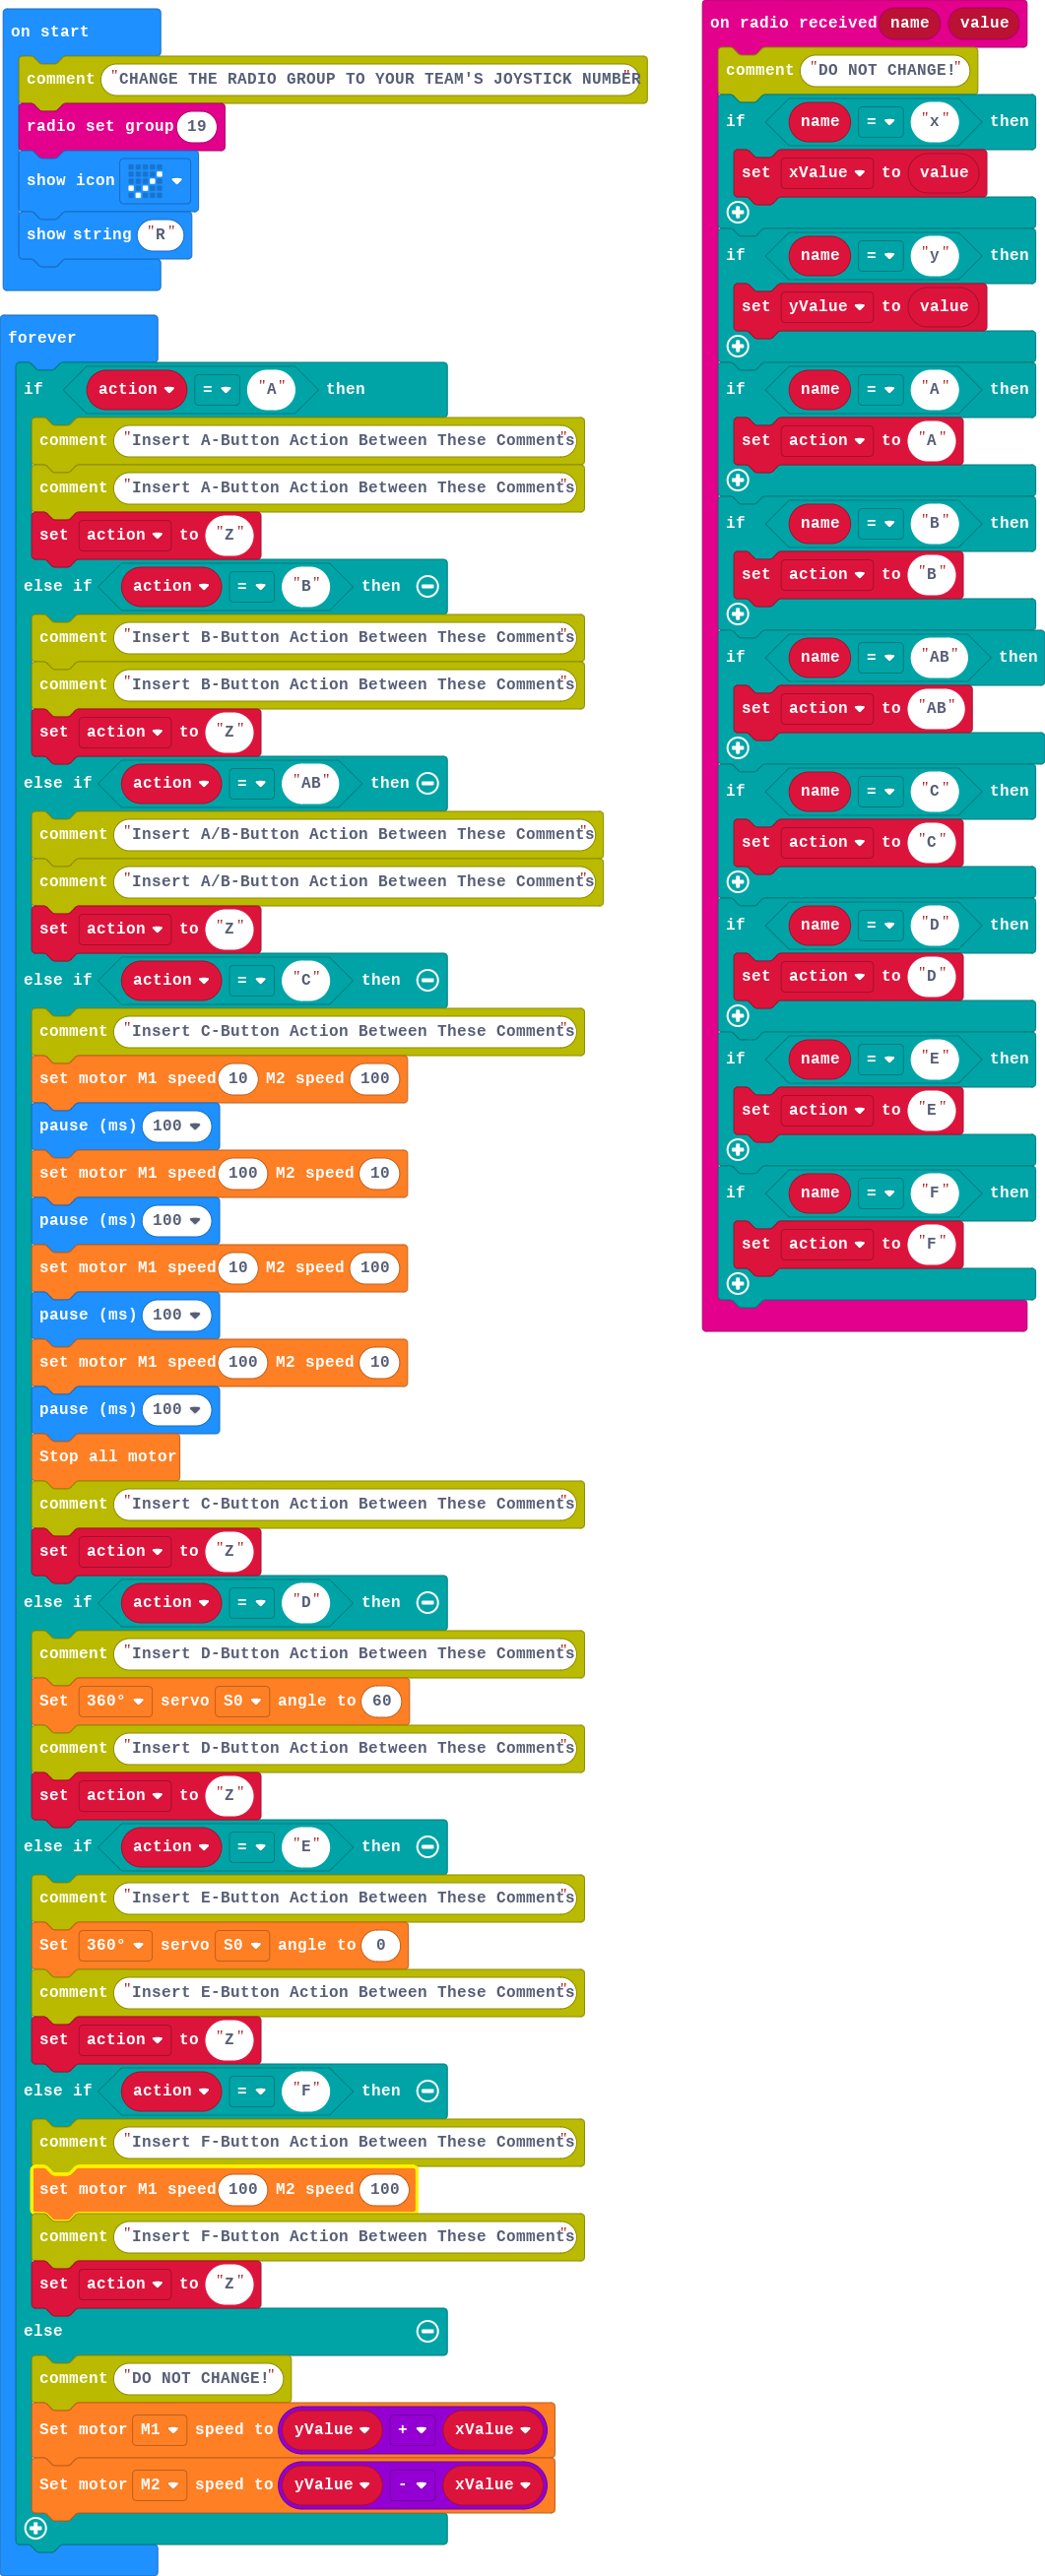 on start
comment "CHANGE THE RADIO GROUP TO YOUR TEAM'S JOYSTICK NUMBER"
radio set group 19
show icon
show string "R"
forever
if action = "A" then
comment "Insert A-Button Action Between These Comments"
comment "Insert A-Button Action Between These Comments"
set action to "Z"
else if action = "B" then
comment "Insert B-Button Action Between These Comments"
comment "Insert B-Button Action Between These Comments"
set action to "Z"
else if action = "AB" then
comment "Insert A/B-Button Action Between These Comments"
comment "Insert A/B-Button Action Between These Comments"
set action to "Z"
else if action = "C" then
comment "Insert C-Button Action Between These Comments"
set motor M1 speed 10 M2 speed 100
pause (ms) 100
set motor M1 speed 100 M2 speed 10
pause (ms) 100
set motor M1 speed 10 M2 speed 100
pause (ms) 100
set motor M1 speed 100 M2 speed 10
pause (ms) 100
Stop all motor
comment "Insert C-Button Action Between These Comments"
set action to "Z"
else if action = "D" then
comment "Insert D-Button Action Between These Comments"
Set 360° servo S0 angle to 60
comment "Insert D-Button Action Between These Comments"
set action to "Z"
else if action = "E" then
comment "Insert E-Button Action Between These Comments"
Set 360° servo S0 angle to 0
comment "Insert E-Button Action Between These Comments"
set action to "Z"
else if action = "F" then
comment "Insert F-Button Action Between These Comments"
set motor M1 speed 100 M2 speed 100
comment "Insert F-Button Action Between These Comments"
set action to "Z"
else
comment "DO NOT CHANGE!"
Set motor M1 speed to yValue + xValue
Set motor M2 speed to yValue - xValue
on radio received name value
comment "DO NOT CHANGE!"
if name = "x" then
set xValue to value
if name = "y" then
set yValue to value
if name = "A" then
set action to "A"
if name = "B" then
set action to "B"
if name = "AB" then
set action to "AB"
if name = "C" then
set action to "C"
if name = "D" then
set action to "D"
if name = "E" then
set action to "E"
if name = "F" then
set action to "F"